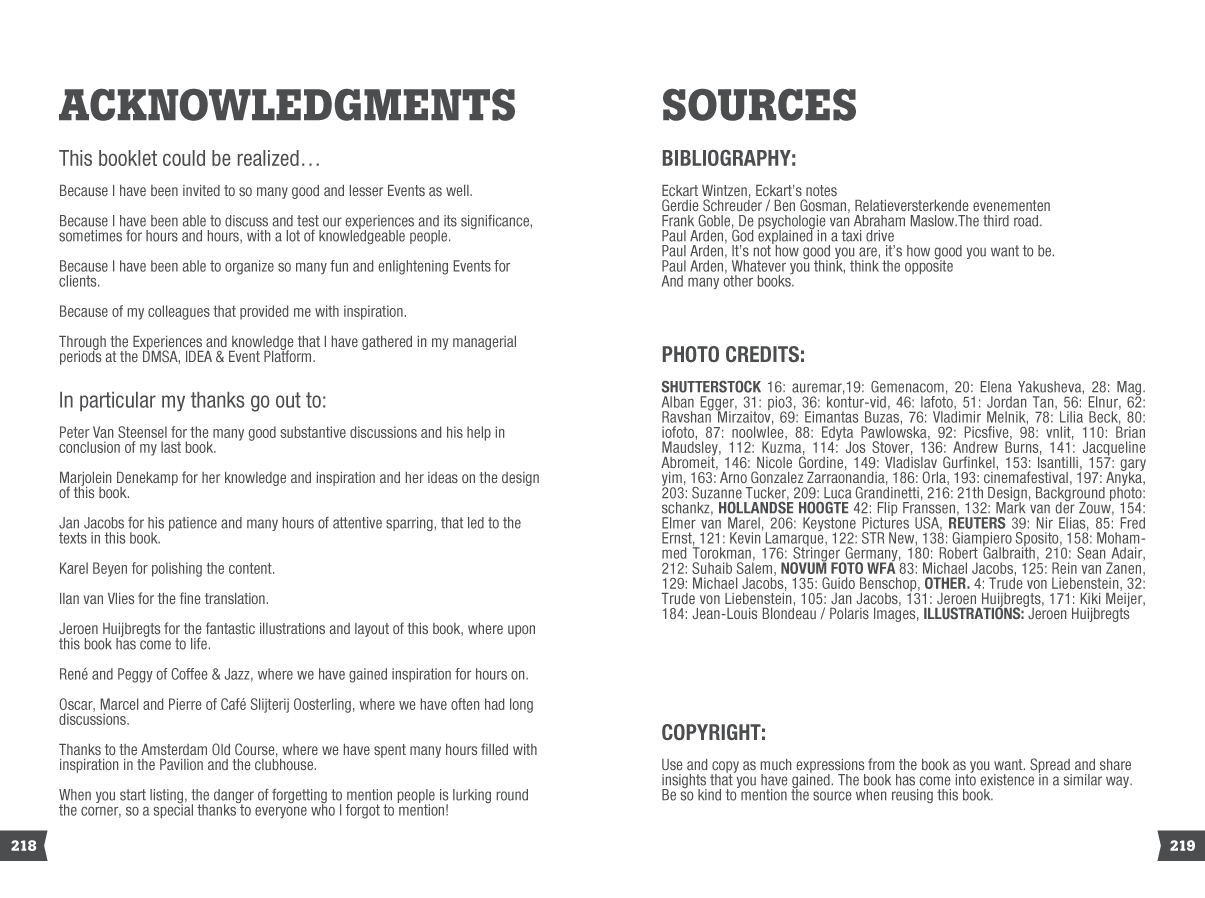 ACKNOWLEDGMENTS
This booklet could be realized…
Because I have been invited to so many good and lesser Events as well.
Because I have been able to discuss and test our experiences and its significance,
sometimes for hours and hours, with a lot of knowledgeable people.
Because I have been able to organize so many fun and enlightening Events for
clients.
Because of my colleagues that provided me with inspiration.
Through the Experiences and knowledge that I have gathered in my managerial
periods at the DMSA, IDEA & Event Platform.
In particular my thanks go out to:
Peter Van Steensel for the many good substantive discussions and his help in
conclusion of my last book.
Marjolein Denekamp for her knowledge and inspiration and her ideas on the design
of this book.
Jan Jacobs for his patience and many hours of attentive sparring, that led to the
texts in this book.
Karel Beyen for polishing the content.
Ilan van Vlies for the fine translation.
Jeroen Huijbregts for the fantastic illustrations and layout of this book, where upon
this book has come to life.
René and Peggy of Coffee & Jazz, where we have gained inspiration for hours on.
Oscar, Marcel and Pierre of Café Slijterij Oosterling, where we have often had long
discussions.
Thanks to the Amsterdam Old Course, where we have spent many hours filled with
inspiration in the Pavilion and the clubhouse.
When you start listing, the danger of forgetting to mention people is lurking round
the corner, so a special thanks to everyone who I forgot to mention!
218
SOURCES
BIBLIOGRAPHY:
Eckart Wintzen, Eckart's notes
Gerdie Schreuder / Ben Gosman, Relatieversterkende evenementen
Frank Goble, De psychologie van Abraham Maslow.The third road.
Paul Arden, God explained in a taxi drive
Paul Arden, It's not how good you are, it's how good you want to be.
Paul Arden, Whatever you think, think the opposite
And many other books.
PHOTO CREDITS:
SHUTTERSTOCK 16: auremar,19: Gemenacom, 20: Elena Yakusheva, 28: Mag.
Alban Egger, 31: pio3, 36: kontur-vid, 46: lafoto, 51: Jordan Tan, 56: Elnur, 62:
Ravshan Mirzaitov, 69: Eimantas Buzas, 76: Vladimir Melnik, 78: Lilia Beck, 80:
iofoto, 87: noolwlee, 88: Edyta Pawlowska, 92: Picsfive, 98: vnlit, 110: Brian
Maudsley, 112: Kuzma, 114: Jos Stover, 136: Andrew Burns, 141: Jacqueline
Abromeit, 146: Nicole Gordine, 149: Vladislav Gurfinkel, 153: Isantilli, 157: gary
yim, 163: Arno Gonzalez Zarraonandia, 186: Orla, 193: cinemafestival, 197: Anyka,
203: Suzanne Tucker, 209: Luca Grandinetti, 216: 21th Design, Background photo:
schankz, HOLLANDSE HOOGTE 42: Flip Franssen, 132: Mark van der Zouw, 154:
Elmer van Marel, 206: Keystone Pictures USA, REUTERS 39: Nir Elias, 85: Fred
Ernst, 121: Kevin Lamarque, 122: STR New, 138: Giampiero Sposito, 158: Moham-
med Torokman, 176: Stringer Germany, 180: Robert Galbraith, 210: Sean Adair,
212: Suhaib Salem, NOVUM FOTO WFA 83: Michael Jacobs, 125: Rein van Zanen,
129: Michael Jacobs, 135: Guido Benschop, OTHER. 4: Trude von Liebenstein, 32:
Trude von Liebenstein, 105: Jan Jacobs, 131: Jeroen Huijbregts, 171: Kiki Meijer,
184: Jean-Louis Blondeau / Polaris Images, ILLUSTRATIONS: Jeroen Huijbregts
COPYRIGHT:
Use and copy as much expressions from the book as you want. Spread and share
insights that you have gained. The book has come into existence in a similar way.
Be so kind to mention the source when reusing this book.
219